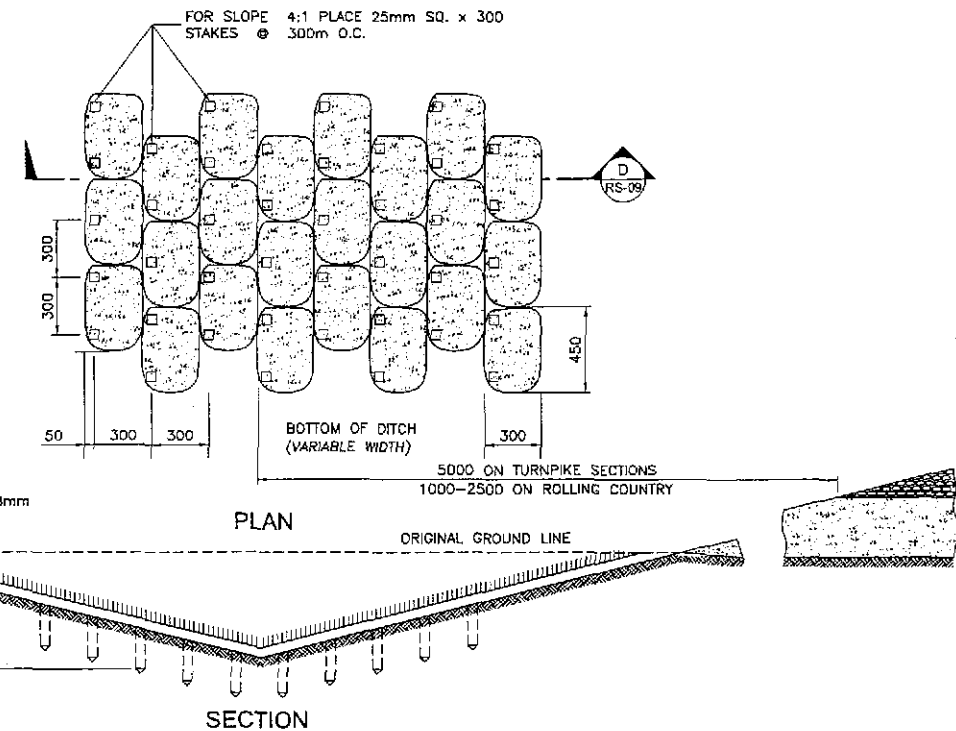 FOR SLOPE 4:1 PLACE 25mm SQ. x 300
STAKES @ 300m O.C.
D
RS-09
300
300
450
50
300
300
BOTTOM OF DITCH
(VARIABLE WIDTH)
300
5000 ON TURNPIKE SECTIONS
1000-2500 ON ROLLING COUNTRY
PLAN
ORIGINAL GROUND LINE
SECTION